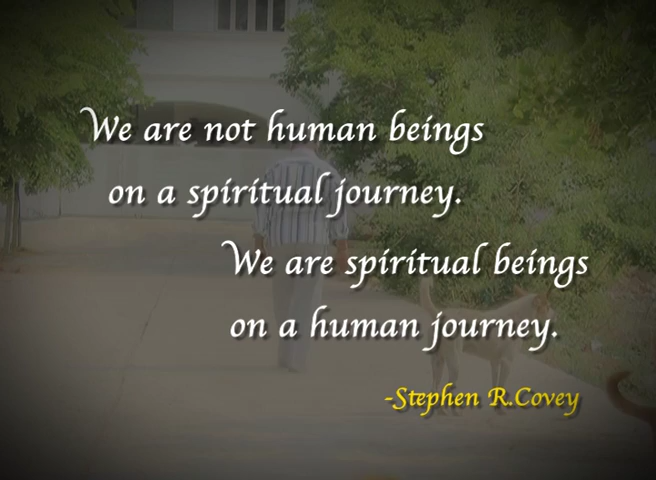 We are not human beings
on a spiritual journey.
We are spiritual beings
on a human journey.
-Stephen R.Covey